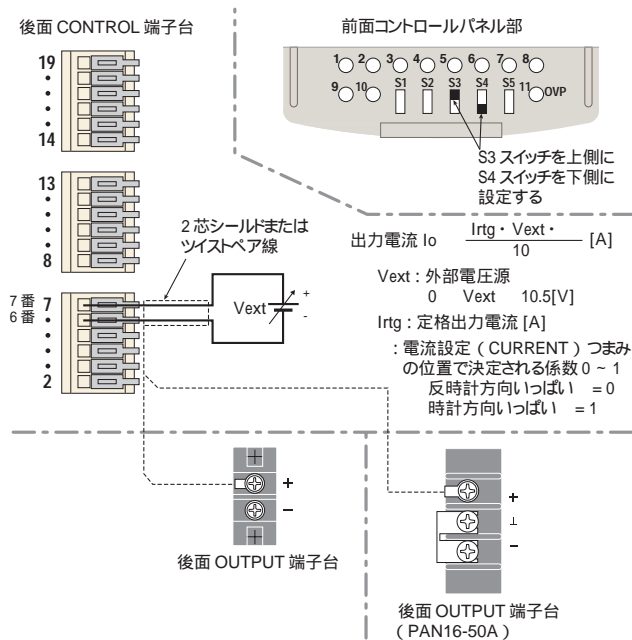 後面 CONTROL 端子台
19
14
13
8
7番 7
6番
2
2 芯シールドまたは
ツイストペア線
Vext
+
-
前面コントロールパネル部
1 2 3 4 5 6 7 8
9 10 S1 S2 S3 S4 S5 11 OVP
S3 スイッチを上側に
S4 スイッチを下側に
設定する
出力電流 Io Irtg・Vext・ [A]
10
Vext : 外部電圧源
0 Vext 10.5[V]
Irtg : 定格出力電流 [A]
: 電流設定(CURRENT)つまみ
の位置で決定される係数 0 ~ 1
反時計方向いっぱい = 0
時計方向いっぱい = 1
+
−
後面 OUTPUT 端子台
+
⊥
−
後面 OUTPUT 端子台
(PAN16-50A)